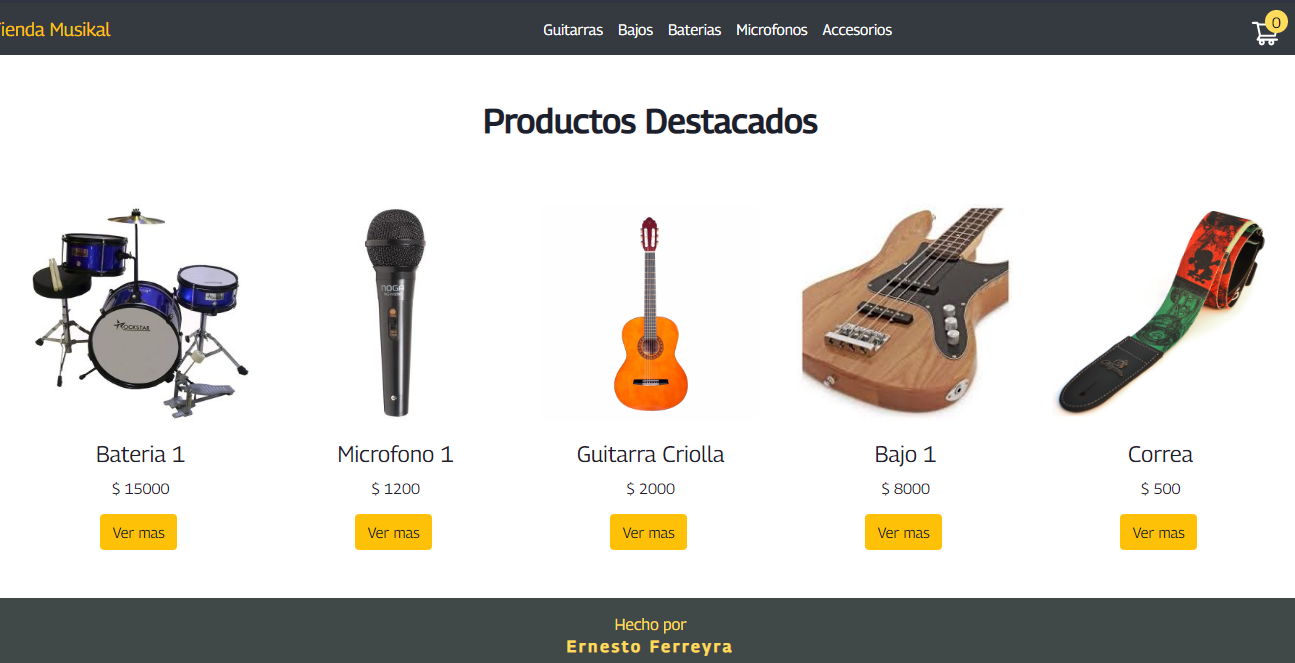 Tienda Musikal
Guitarras Bajos Baterias Microfonos Accesorios
0
Productos Destacados
ROCKSTAR
NOGA
Bateria 1
Microfono 1
Guitarra Criolla
Bajo 1
Correa
$ 15000
$ 1200
$ 2000
$ 8000
$ 500
Ver mas
Ver mas
Ver mas
Ver mas
Ver mas
Hecho por
Ernesto Ferreyra